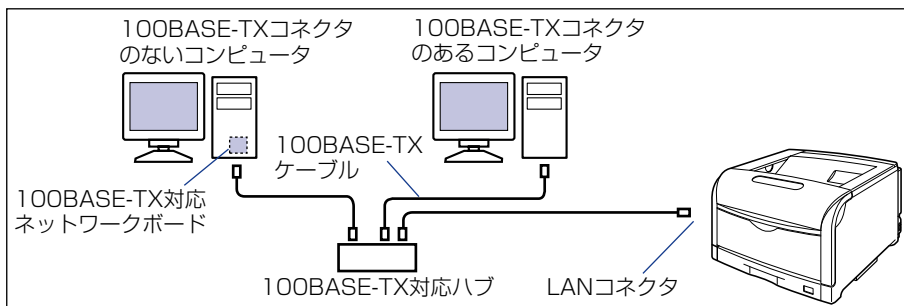 100BASE-TXコネクタ
のないコンピュータ
100BASE-TXコネクタ
のあるコンピュータ
100BASE-TX
ケーブル
100BASE-TX対応
ネットワークボード
100BASE-TX対応ハブ
LANコネクタ